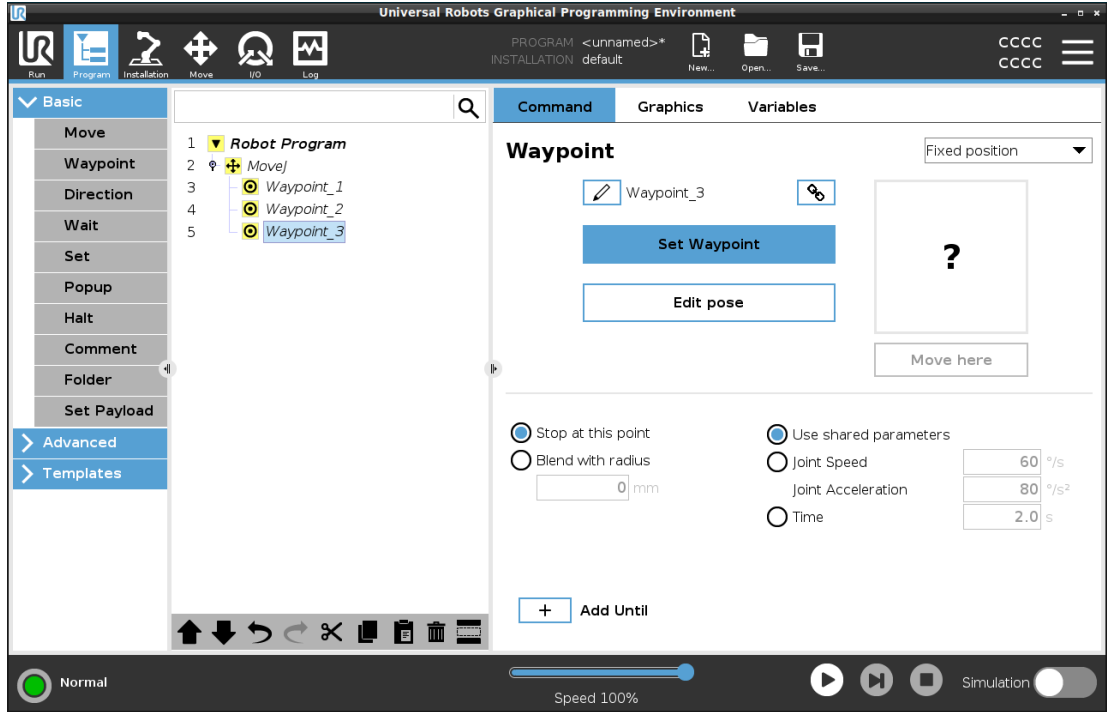 UR
Universal Robots Graphical Programming Environment
UR
Run
Program
Installation
Move
I/O
Log
PROGRAM <unnamed>*
INSTALLATION default
New...
Open...
Save...
CCCC
CCCC
Basic
Move
Waypoint
Direction
Wait
Set
Popup
Halt
Comment
Folder
Set Payload
Advanced
Templates
1 Robot Program
2 MoveJ
3 Waypoint_1
4 Waypoint_2
5 Waypoint_3
Command Graphics Variables
Waypoint
Fixed position
Waypoint_3
Set Waypoint
Edit pose
?
Move here
Stop at this point
Blend with radius
0 mm
Use shared parameters
Joint Speed 60 °/s
Joint Acceleration 80 °/s²
Time 2.0 s
+ Add Until
Normal
Speed 100%
Simulation